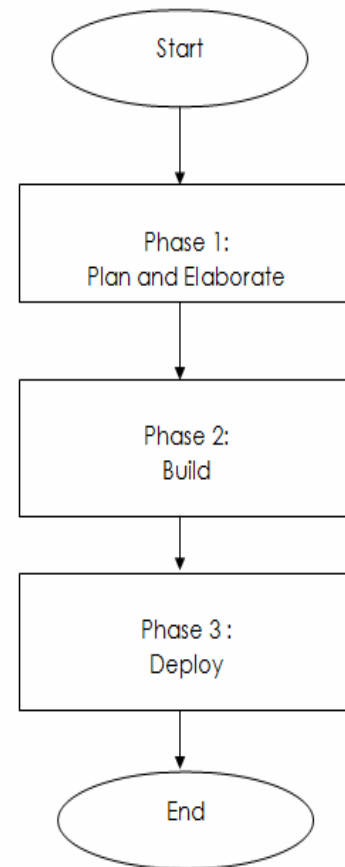 Start
Phase 1:
Plan and Elaborate
Phase 2:
Build
Phase 3 :
Deploy
End